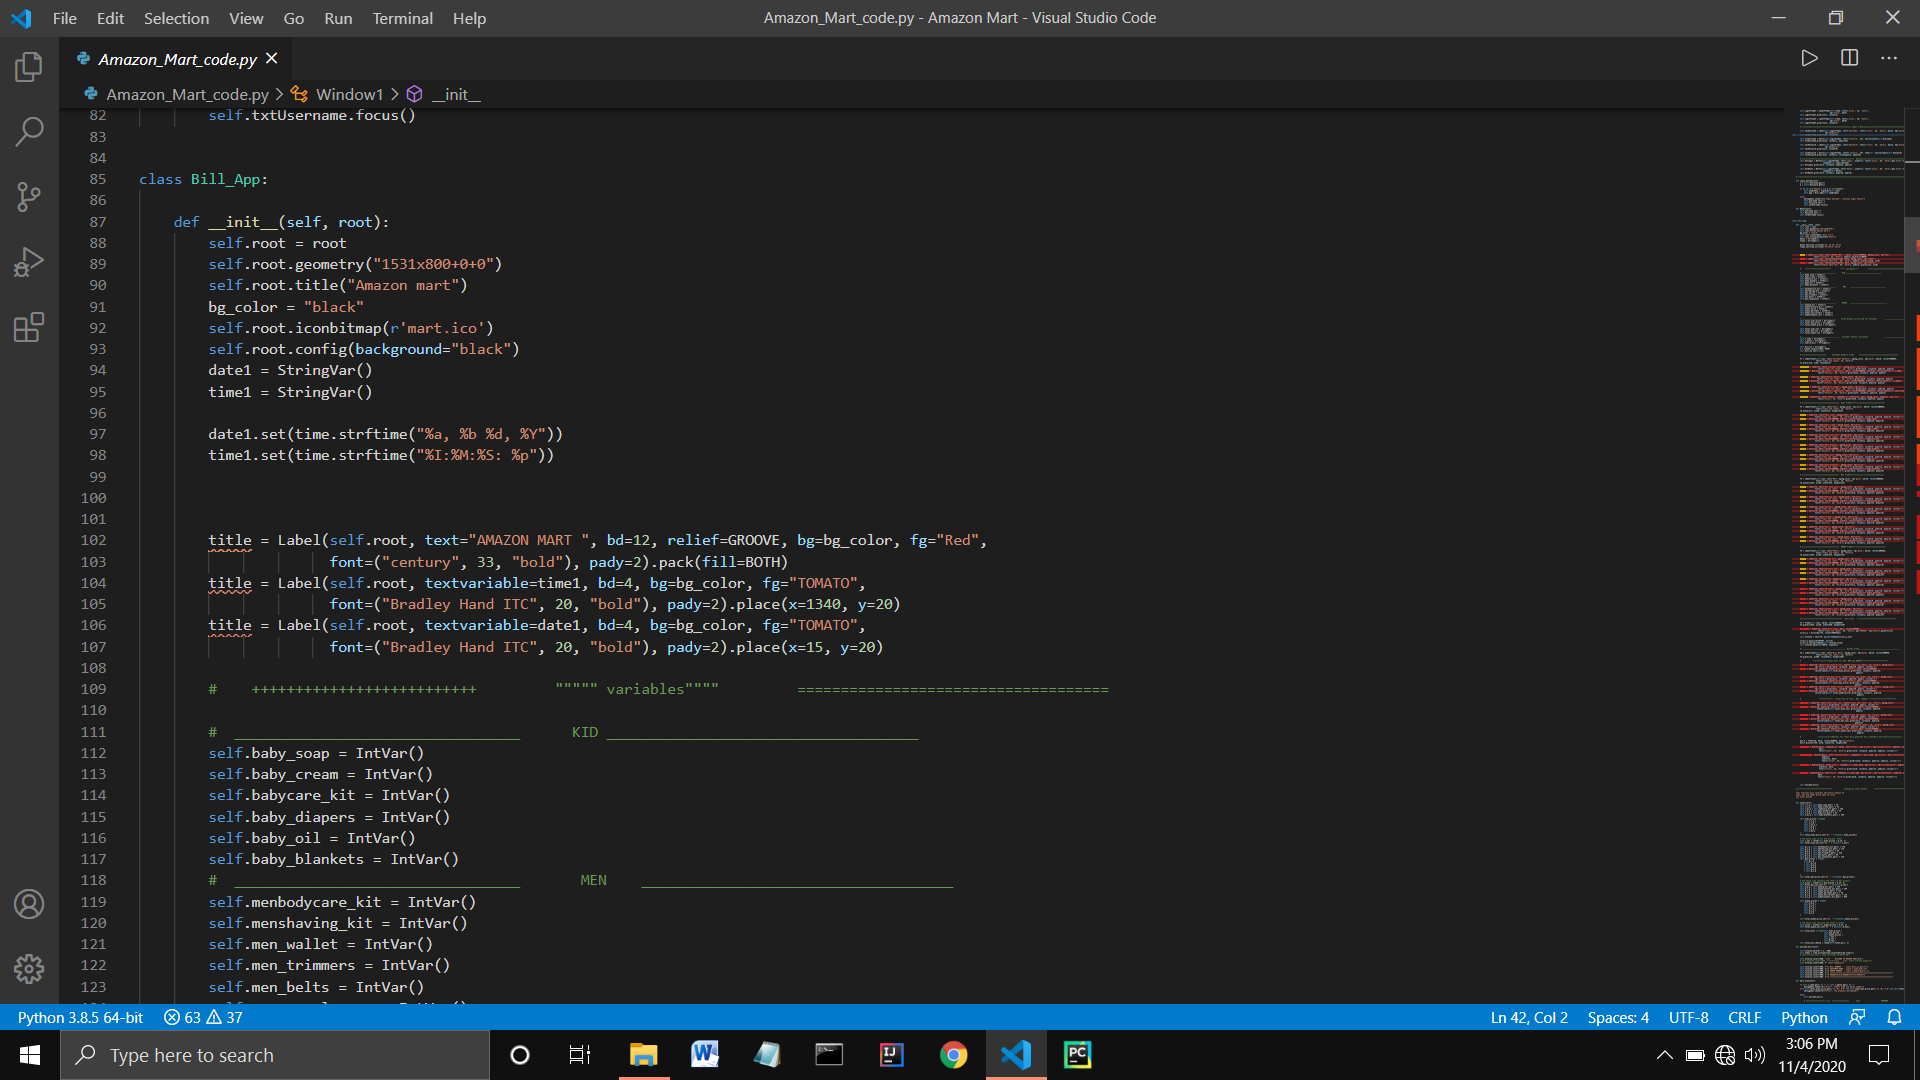 File Edit Selection View Go Run Terminal Help
Amazon_Mart_code.py - Amazon Mart - Visual Studio Code
Amazon_Mart_code.py
Amazon_Mart_code.py > Window1 > __init__
82 self.txtUsername.focus()
83
84
85 class Bill_App:
86
87 def __init__(self, root):
88 self.root = root
89 self.root.geometry("1531x800+0+0")
90 self.root.title("Amazon mart")
91 bg_color = "black"
92 self.root.iconbitmap(r'mart.ico')
93 self.root.config(background="black")
94 date1 = StringVar()
95 time1 = StringVar()
96
97 date1.set(time.strftime("%a, %b %d, %Y"))
98 time1.set(time.strftime("%I:%M:%S: %p"))
99
100
101
102 title = Label(self.root, text="AMAZON MART ", bd=12, relief=GROOVE, bg=bg_color, fg="Red",
103 font=("century", 33, "bold"), pady=2).pack(fill=BOTH)
104 title = Label(self.root, textvariable=time1, bd=4, bg=bg_color, fg="TOMATO",
105 font=("Bradley Hand ITC", 20, "bold"), pady=2).place(x=1340, y=20)
106 title = Label(self.root, textvariable=date1, bd=4, bg=bg_color, fg="TOMATO",
107 font=("Bradley Hand ITC", 20, "bold"), pady=2).place(x=15, y=20)
108
109 # ++++++++++++++++++++++++++ """"" variables"""" ====================================
110
111 # _________________________________ KID ____________________________________
112 self.baby_soap = IntVar()
113 self.baby_cream = IntVar()
114 self.babycare_kit = IntVar()
115 self.baby_diapers = IntVar()
116 self.baby_oil = IntVar()
117 self.baby_blankets = IntVar()
118 # _________________________________ MEN ____________________________________
119 self.menbodycare_kit = IntVar()
120 self.menshaving_kit = IntVar()
121 self.men_wallet = IntVar()
122 self.men_trimmers = IntVar()
123 self.men_belts = IntVar()
Python 3.8.5 64-bit 63 37 Ln 42, Col 2 Spaces: 4 UTF-8 CRLF Python
Type here to search
3:06 PM
11/4/2020